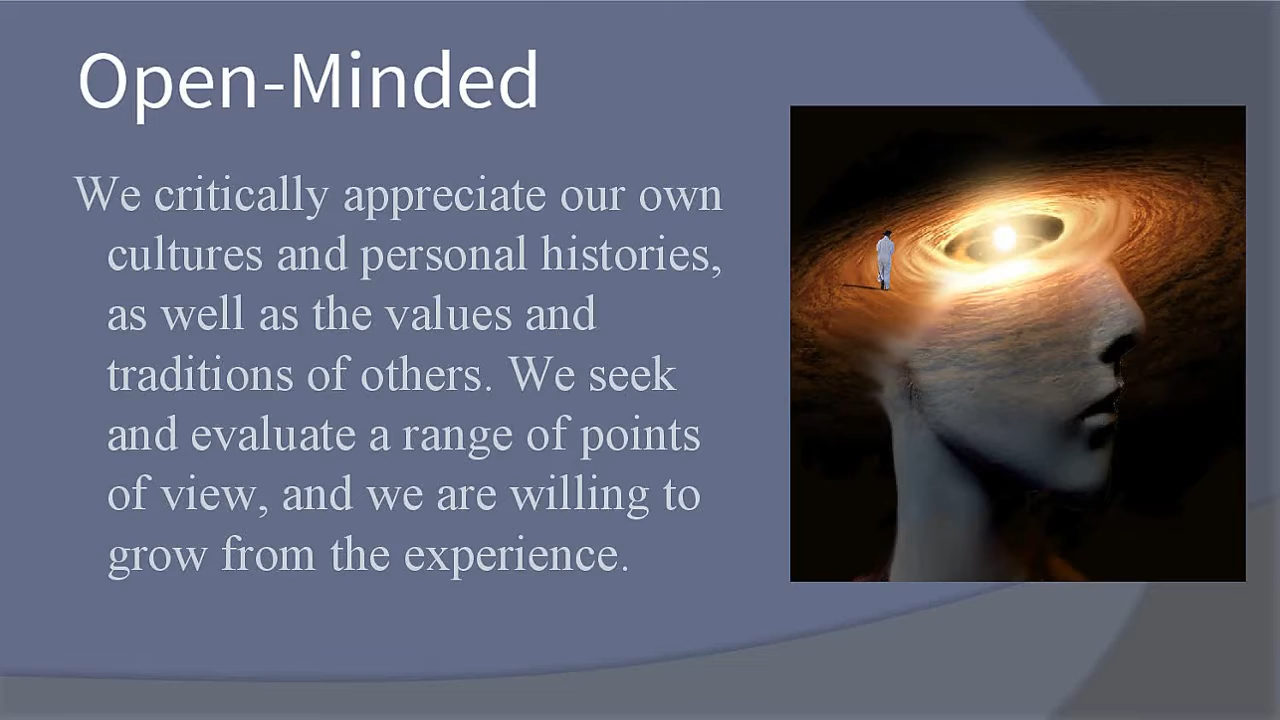 Open-Minded
We critically appreciate our own
cultures and personal histories,
as well as the values and
traditions of others. We seek
and evaluate a range of points
of view, and we are willing to
grow from the experience.